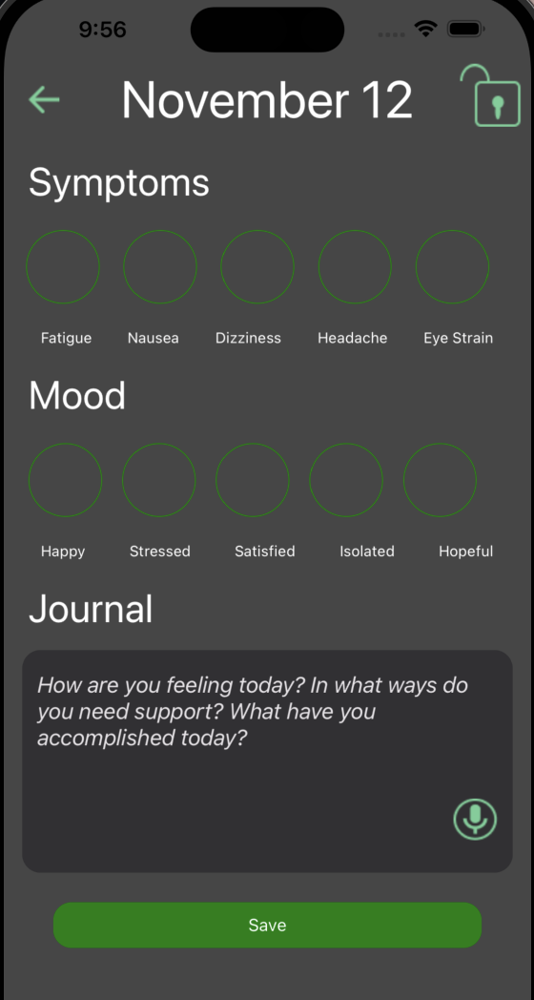 9:56
November 12
Symptoms
Fatigue Nausea Dizziness Headache Eye Strain
Mood
Happy Stressed Satisfied Isolated Hopeful
Journal
How are you feeling today? In what ways do
you need support? What have you
accomplished today?
Save